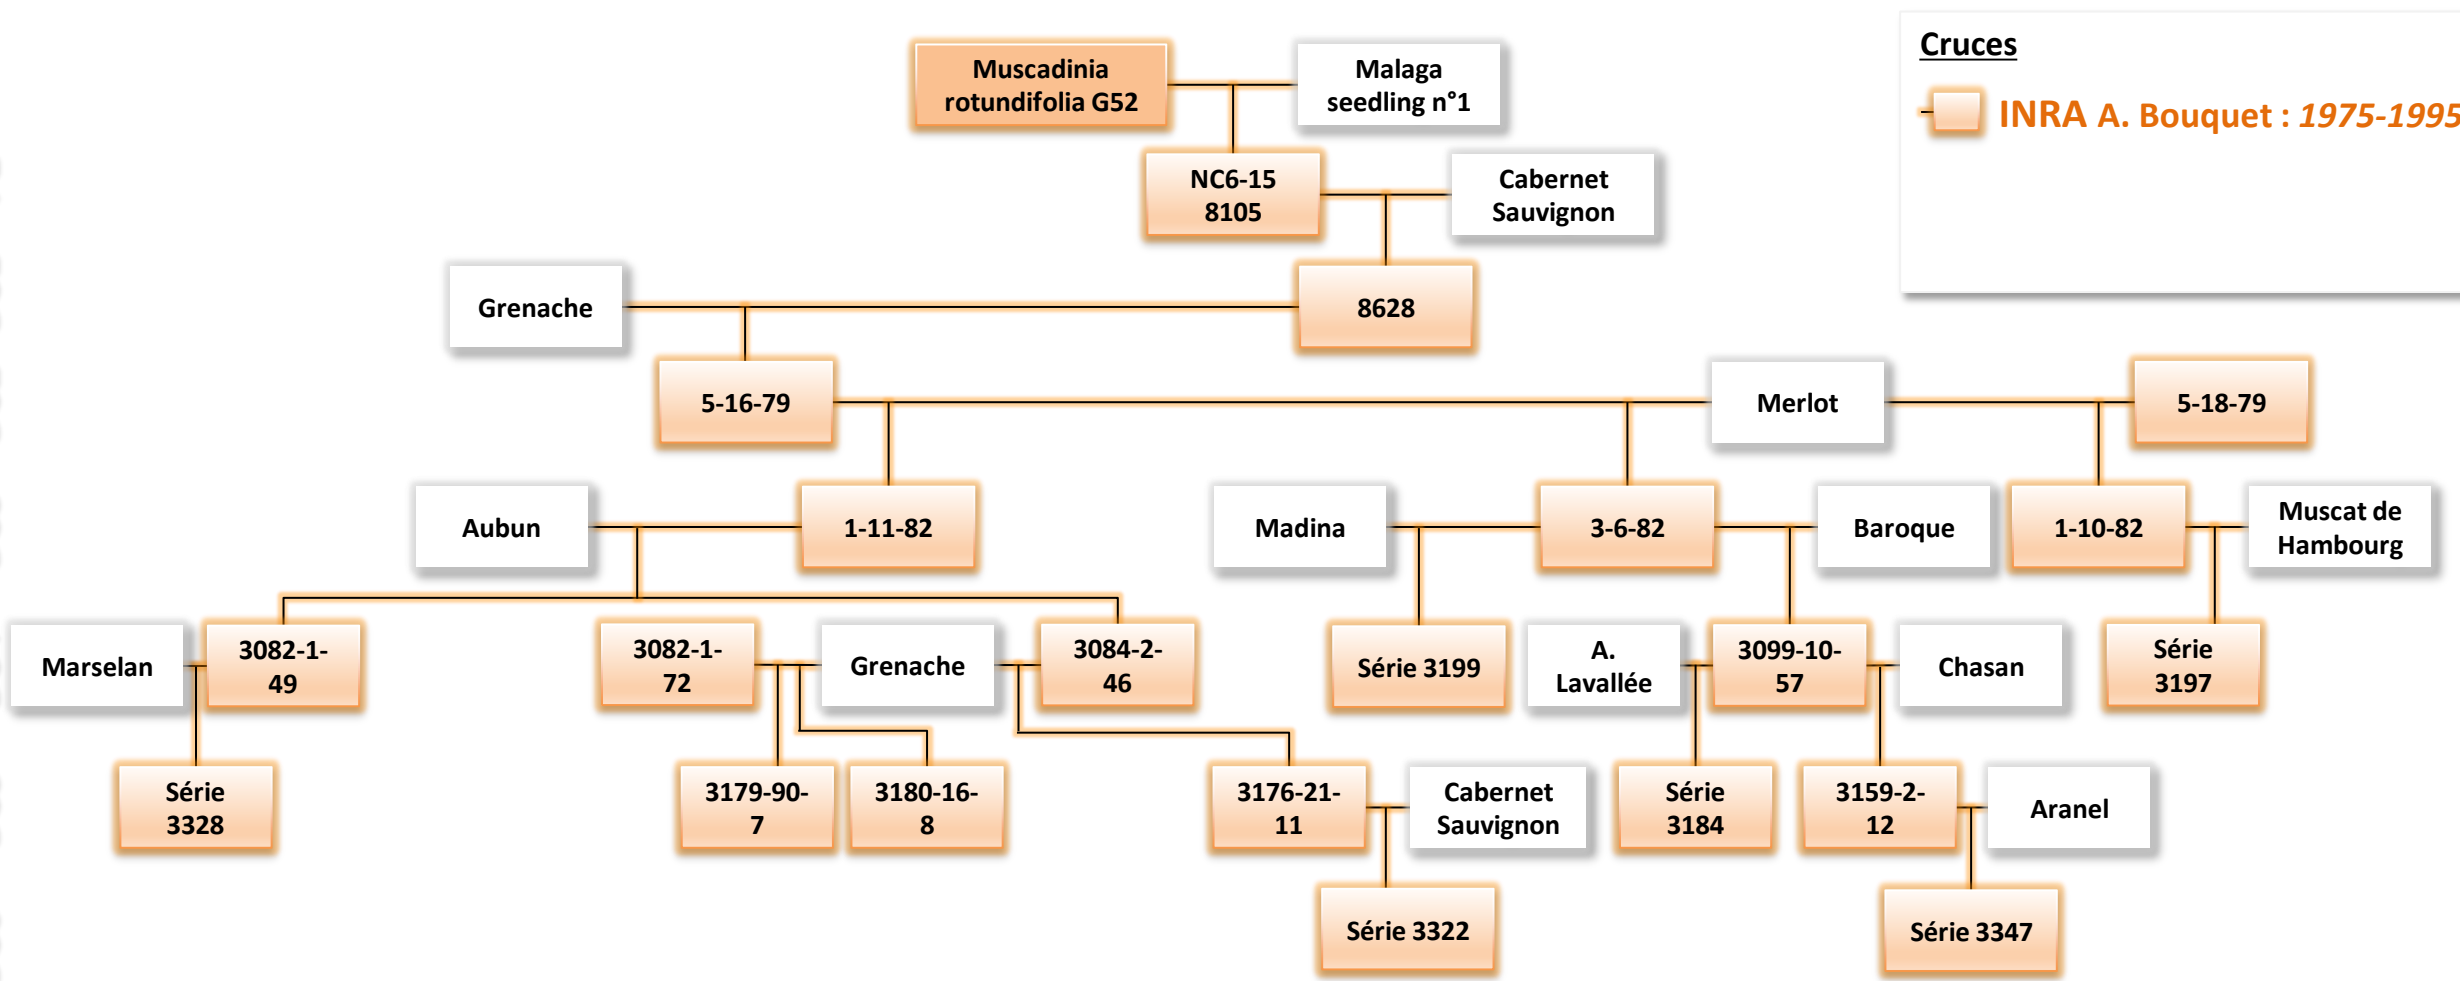 Cruces
INRA A. Bouquet : 1975-1995
Muscadinia
rotundifolia G52
Malaga
seedling n°1
NC6-15
8105
Cabernet
Sauvignon
Grenache
8628
5-16-79
Merlot
5-18-79
Aubun
1-11-82
Madina
3-6-82
Baroque
1-10-82
Muscat de
Hambourg
Marselan
3082-1-
49
3082-1-
72
Grenache
3084-2-
46
Série 3199
A.
Lavallée
3099-10-
57
Chasan
Série
3197
Série
3328
3179-90-
7
3180-16-
8
3176-21-
11
Cabernet
Sauvignon
Série
3184
3159-2-
12
Aranel
Série 3322
Série 3347